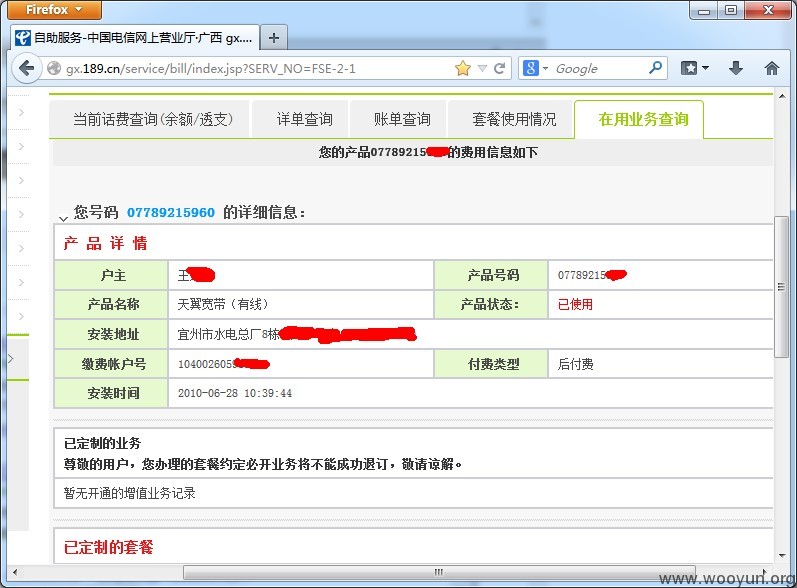 Firefox
自助服务-中国电信网上营业厅·广西 gx....
gx.189.cn/service/bill/index.jsp?SERV_NO=FSE-2-1
Google
当前话费查询(余额/透支) 详单查询 账单查询 套餐使用情况 在用业务查询
您的产品07789215 的费用信息如下
您号码 07789215960 的详细信息：
产 品 详 情
户主 王 产品号码 07789215
产品名称 天翼宽带（有线） 产品状态： 已使用
安装地址 宜州市水电总厂8栋
缴费帐户号 104002605 付费类型 后付费
安装时间 2010-06-28 10:39:44
已定制的业务
尊敬的用户，您办理的套餐约定必开业务将不能成功退订，敬请谅解。
暂无开通的增值业务记录
已定制的套餐
www.wooyun.org